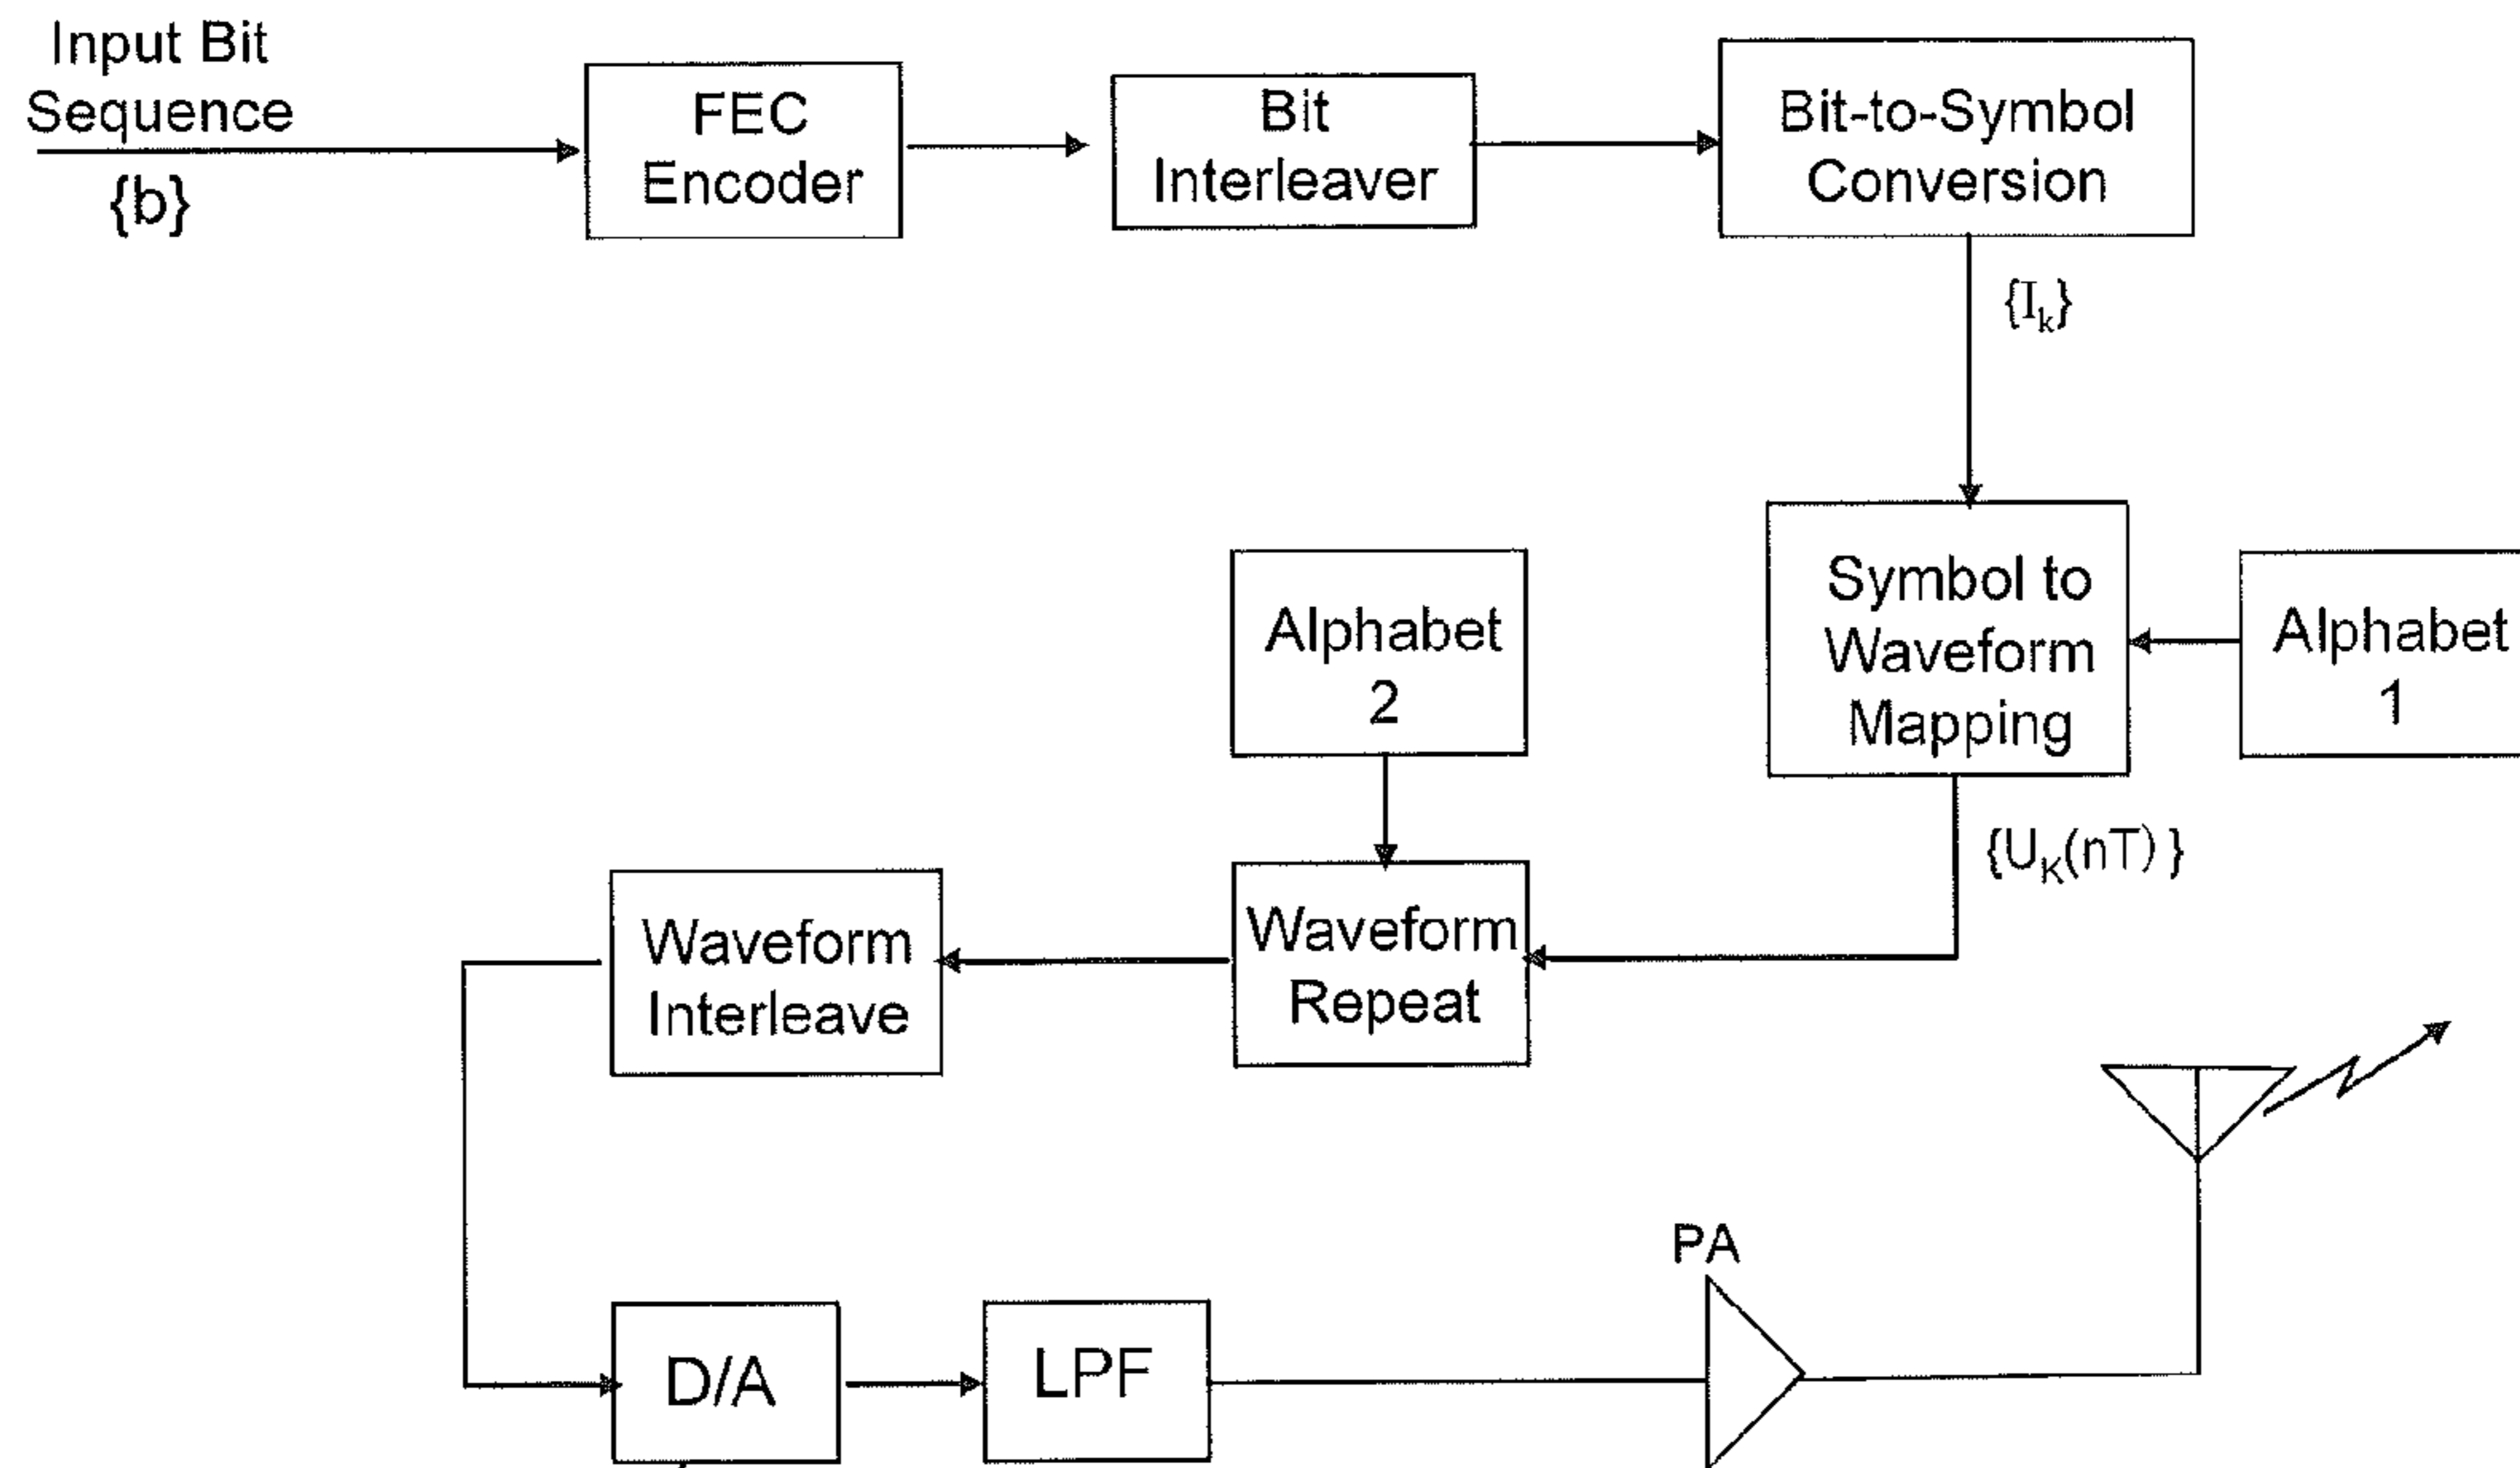 Input Bit
Sequence
{b}
FEC
Encoder
Bit
Interleaver
Bit-to-Symbol
Conversion
{I_k}
Symbol to
Waveform
Mapping
Alphabet
1
Alphabet
2
{U_K(nT) }
Waveform
Repeat
Waveform
Interleave
D/A
LPF
PA